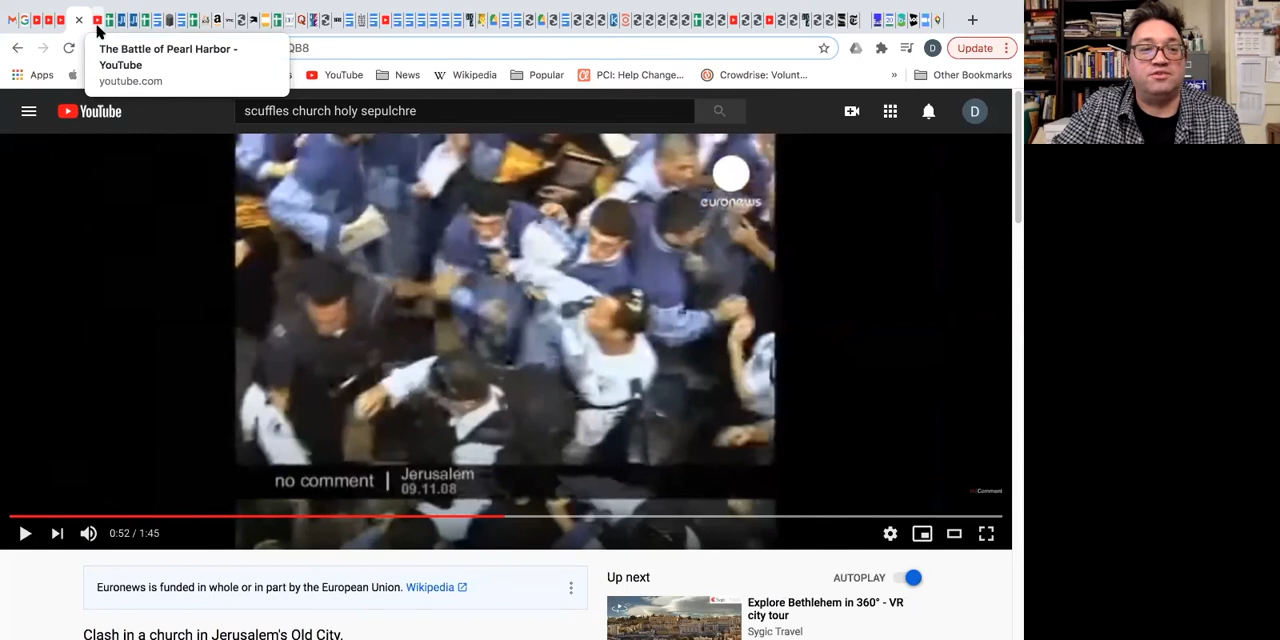 The Battle of Pearl Harbor -
YouTube
youtube.com
QB8
Update
Apps
YouTube
News
Wikipedia
Popular
PCI: Help Change...
Crowdrise: Volunt...
»
Other Bookmarks
YouTube
scuffles church holy sepulchre
D
euronews
no comment | Jerusalem
09.11.08
0:52 / 1:45
Euronews is funded in whole or in part by the European Union. Wikipedia
Up next
AUTOPLAY
Explore Bethlehem in 360° - VR
city tour
Sygic Travel
Clash in a church in Jerusalem's Old City.